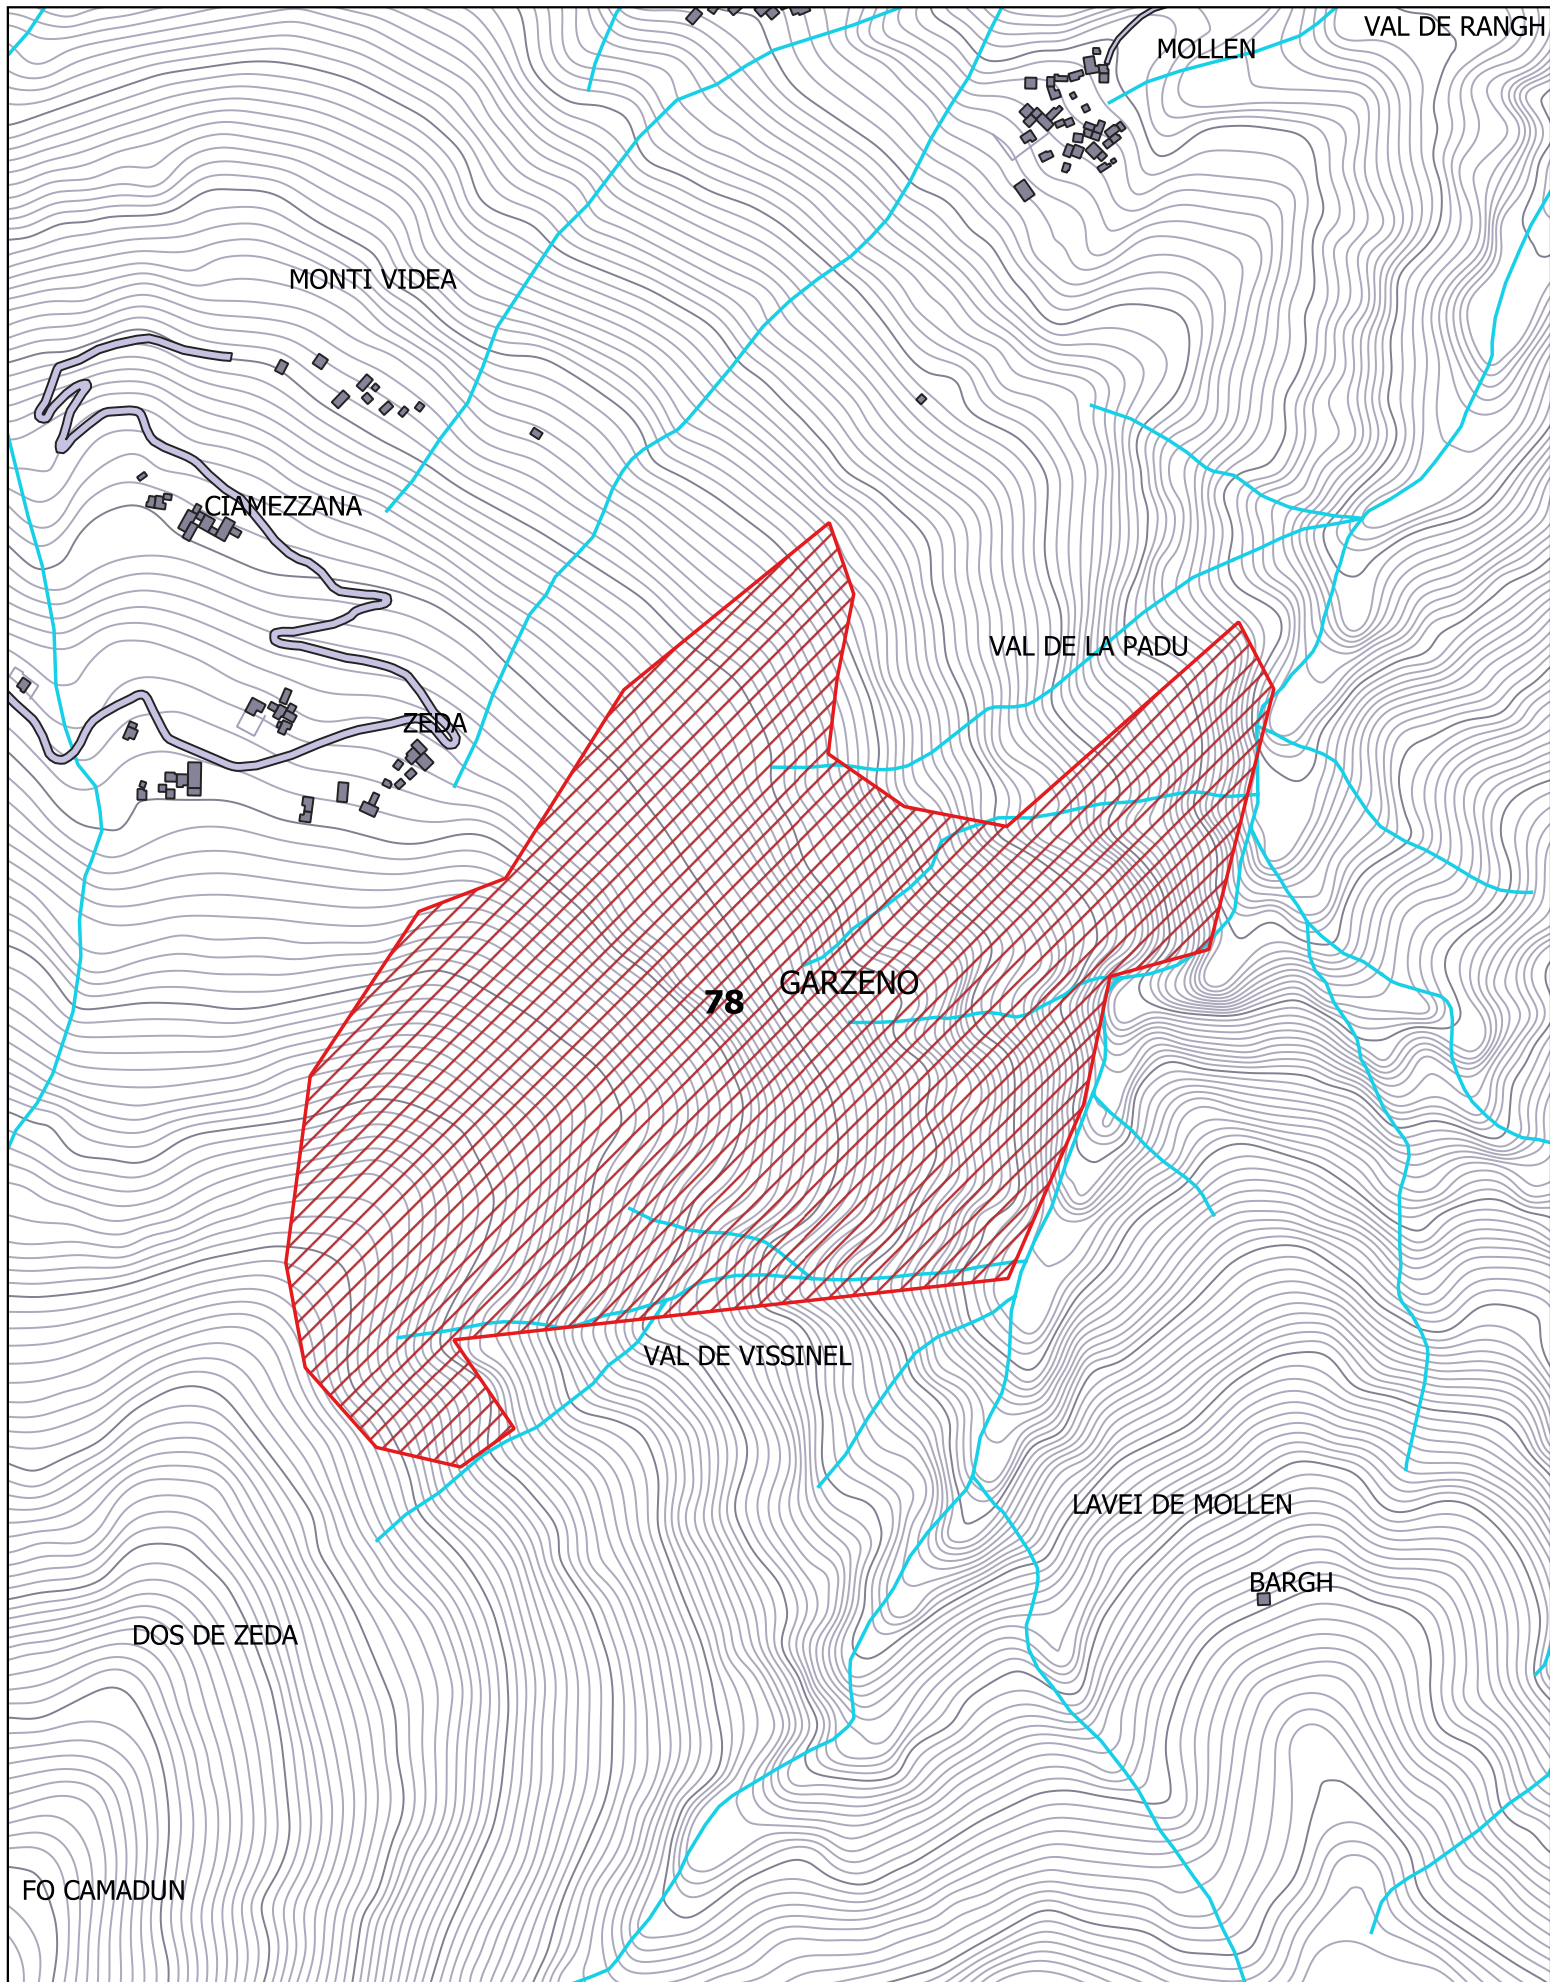 VAL DE RANGH
MOLLEN
MONTI VIDEA
CIAMEZZANA
VAL DE LA PADU
ZEDA
GARZENO
78
VAL DE VISSINEL
LAVEI DE MOLLEN
BARGH
DOS DE ZEDA
FO CAMADUN